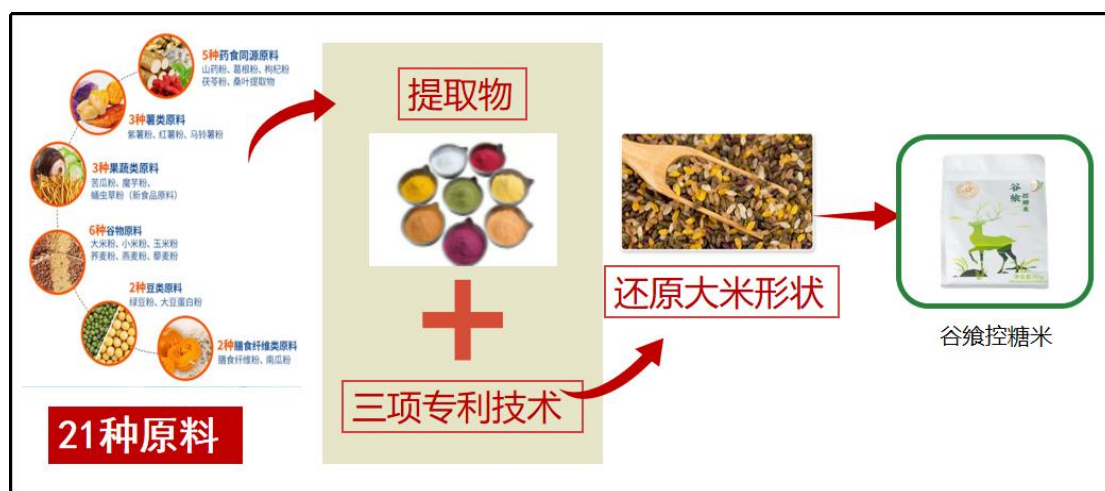 5种药食同源原料
山药粉、葛根粉、枸杞粉
茯苓粉、桑叶提取物
3种薯类原料
紫薯粉、红薯粉、马铃薯粉
3种果蔬类原料
苦瓜粉、魔芋粉、
蛹虫草粉（新食品原料）
6种谷物原料
大米粉、小米粉、玉米粉
荞麦粉、燕麦粉、藜麦粉
2种豆类原料
绿豆粉、大豆蛋白粉
2种膳食纤维类原料
膳食纤维粉、南瓜粉
21种原料
提取物
三项专利技术
还原大米形状
谷飨
控糖米
谷飨控糖米